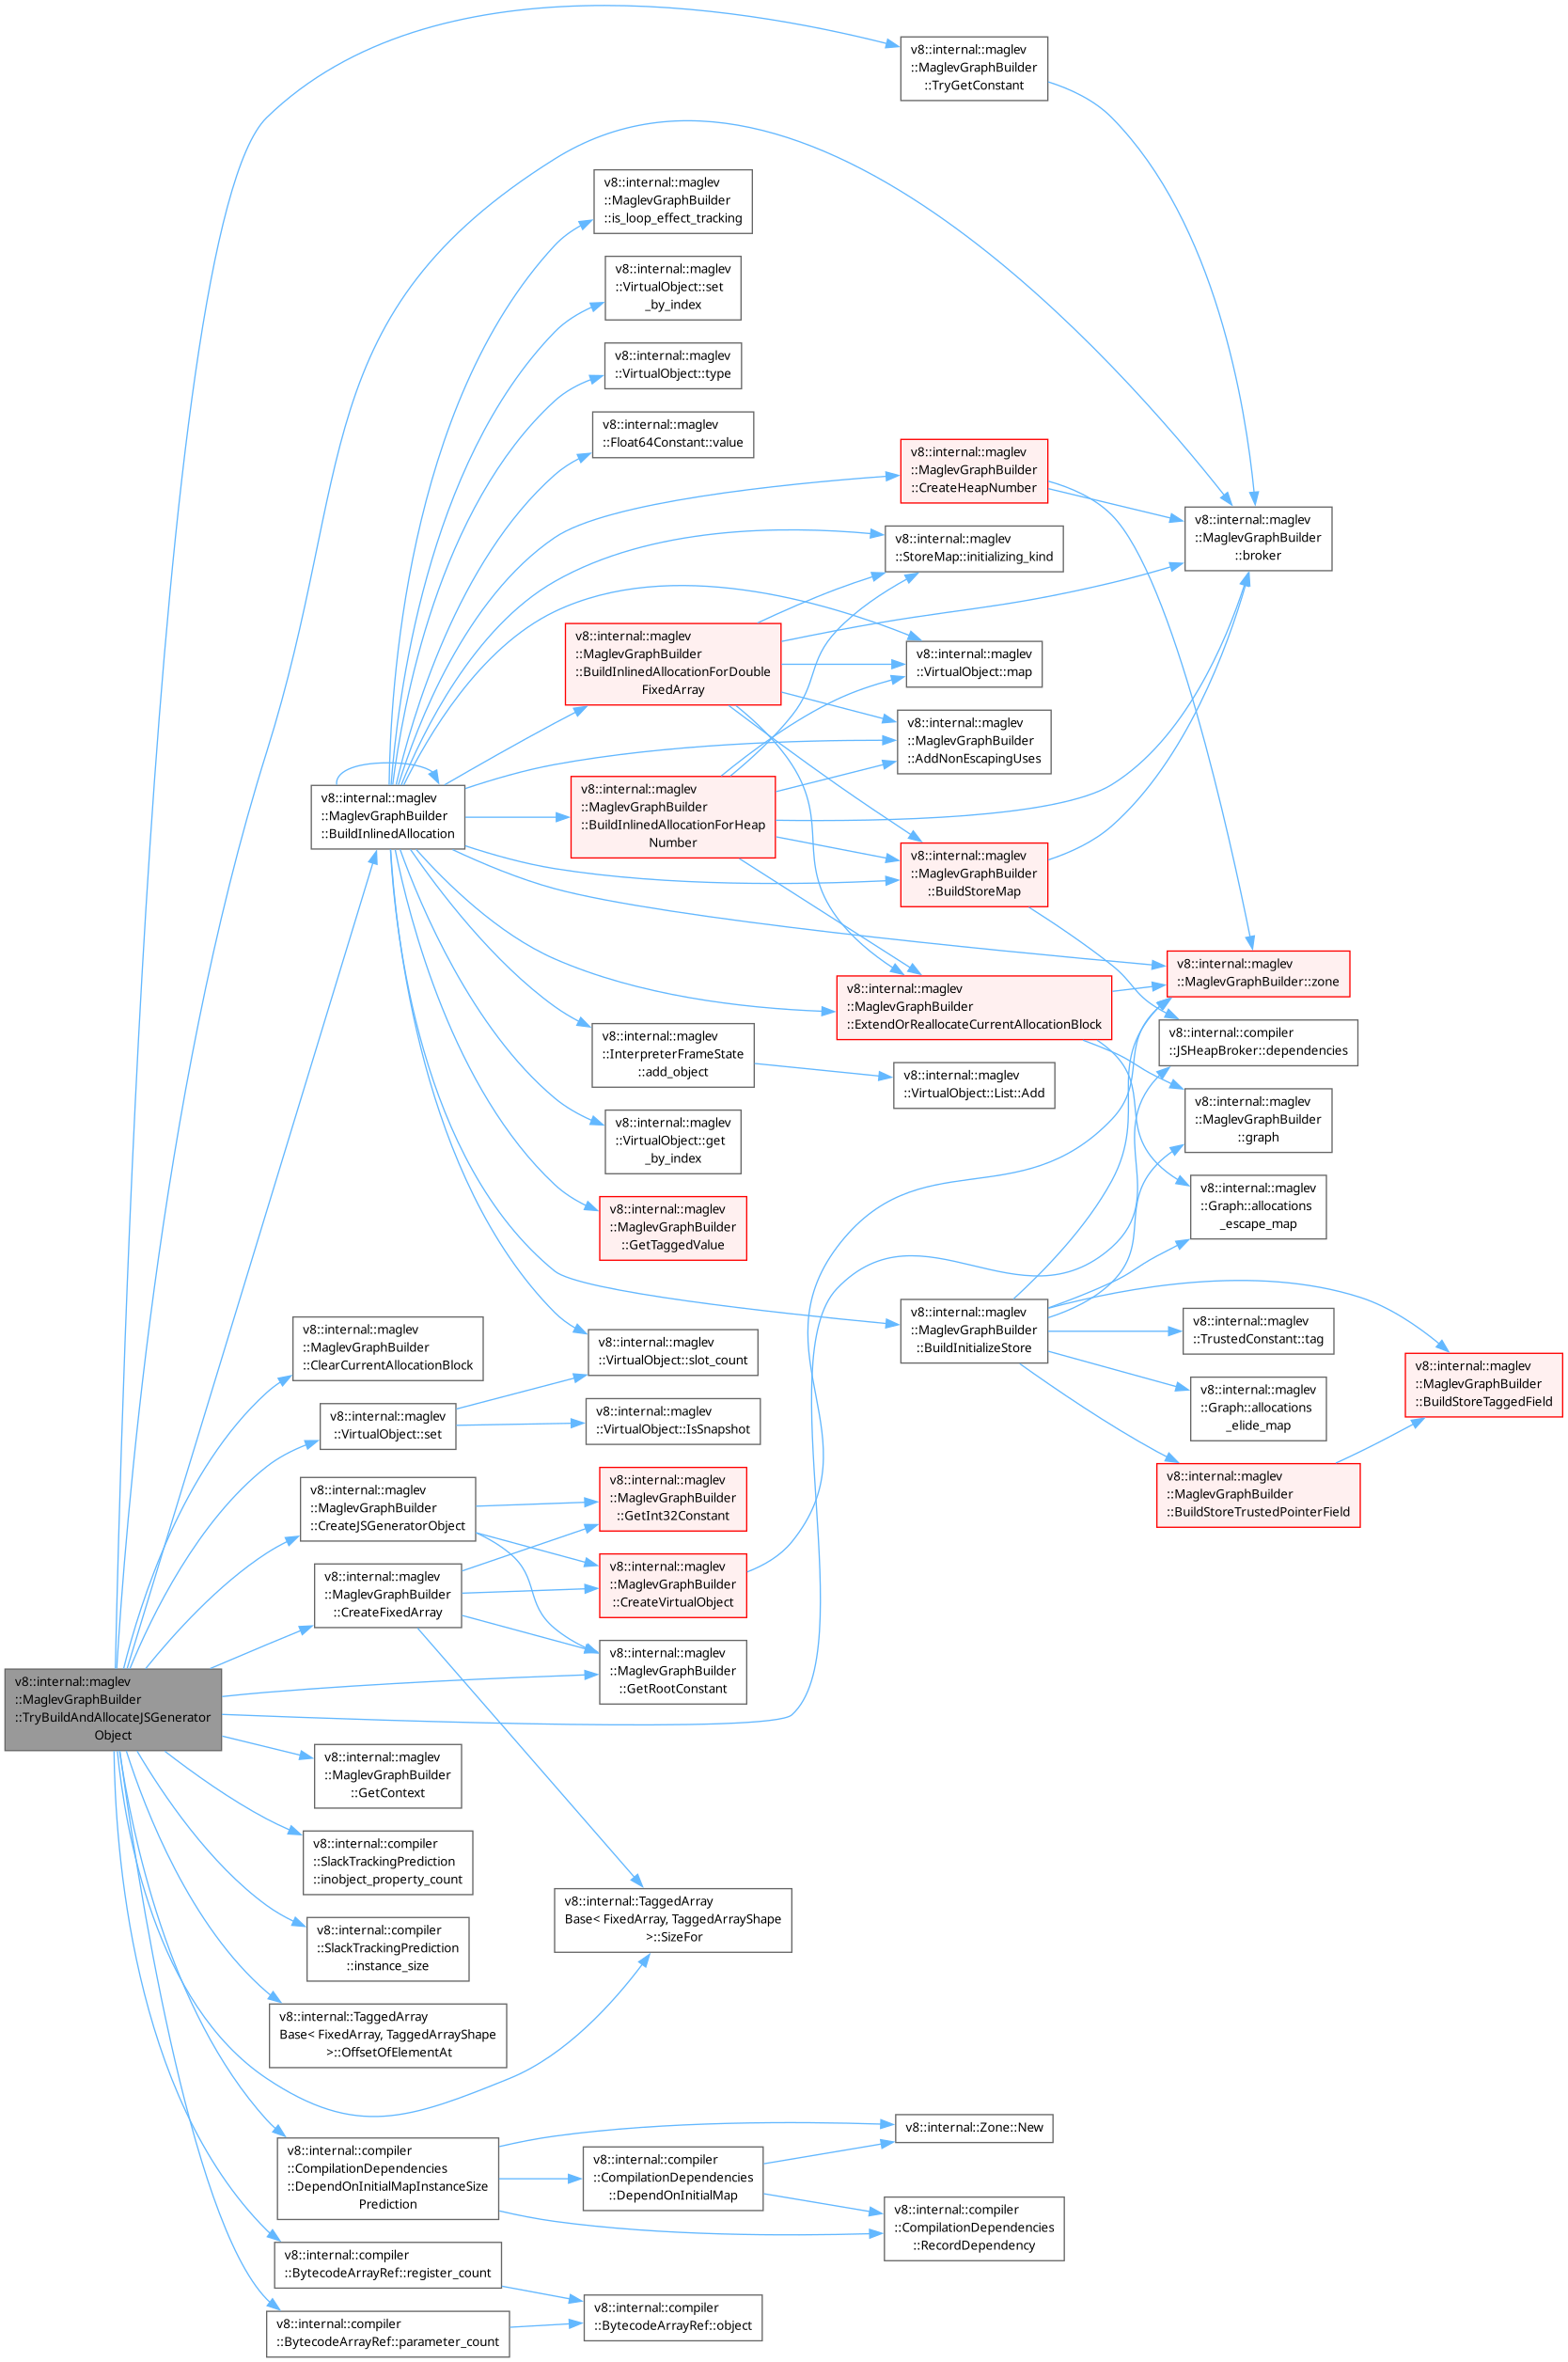 v8::internal::maglev
::MaglevGraphBuilder
::TryGetConstant
v8::internal::maglev
::MaglevGraphBuilder
::is_loop_effect_tracking
v8::internal::maglev
::VirtualObject::set
_by_index
v8::internal::maglev
::VirtualObject::type
v8::internal::maglev
::Float64Constant::value
v8::internal::maglev
::MaglevGraphBuilder
::CreateHeapNumber
v8::internal::maglev
::StoreMap::initializing_kind
v8::internal::maglev
::MaglevGraphBuilder
::broker
v8::internal::maglev
::MaglevGraphBuilder
::BuildInlinedAllocationForDouble
FixedArray
v8::internal::maglev
::VirtualObject::map
v8::internal::maglev
::MaglevGraphBuilder
::AddNonEscapingUses
v8::internal::maglev
::MaglevGraphBuilder
::BuildInlinedAllocation
v8::internal::maglev
::MaglevGraphBuilder
::BuildInlinedAllocationForHeap
Number
v8::internal::maglev
::MaglevGraphBuilder
::BuildStoreMap
v8::internal::maglev
::MaglevGraphBuilder::zone
v8::internal::maglev
::MaglevGraphBuilder
::ExtendOrReallocateCurrentAllocationBlock
v8::internal::compiler
::JSHeapBroker::dependencies
v8::internal::maglev
::InterpreterFrameState
::add_object
v8::internal::maglev
::VirtualObject::List::Add
v8::internal::maglev
::MaglevGraphBuilder
::graph
v8::internal::maglev
::VirtualObject::get
_by_index
v8::internal::maglev
::Graph::allocations
_escape_map
v8::internal::maglev
::MaglevGraphBuilder
::GetTaggedValue
v8::internal::maglev
::MaglevGraphBuilder
::BuildInitializeStore
v8::internal::maglev
::TrustedConstant::tag
v8::internal::maglev
::MaglevGraphBuilder
::ClearCurrentAllocationBlock
v8::internal::maglev
::VirtualObject::slot_count
v8::internal::maglev
::MaglevGraphBuilder
::BuildStoreTaggedField
v8::internal::maglev
::Graph::allocations
_elide_map
v8::internal::maglev
::VirtualObject::set
v8::internal::maglev
::VirtualObject::IsSnapshot
v8::internal::maglev
::MaglevGraphBuilder
::BuildStoreTrustedPointerField
v8::internal::maglev
::MaglevGraphBuilder
::CreateJSGeneratorObject
v8::internal::maglev
::MaglevGraphBuilder
::GetInt32Constant
v8::internal::maglev
::MaglevGraphBuilder
::CreateFixedArray
v8::internal::maglev
::MaglevGraphBuilder
::CreateVirtualObject
v8::internal::maglev
::MaglevGraphBuilder
::GetRootConstant
v8::internal::maglev
::MaglevGraphBuilder
::TryBuildAndAllocateJSGenerator
Object
v8::internal::maglev
::MaglevGraphBuilder
::GetContext
v8::internal::compiler
::SlackTrackingPrediction
::inobject_property_count
v8::internal::TaggedArray
Base< FixedArray, TaggedArrayShape
>::SizeFor
v8::internal::compiler
::SlackTrackingPrediction
::instance_size
v8::internal::TaggedArray
Base< FixedArray, TaggedArrayShape
>::OffsetOfElementAt
v8::internal::Zone::New
v8::internal::compiler
::CompilationDependencies
::DependOnInitialMapInstanceSize
Prediction
v8::internal::compiler
::CompilationDependencies
::DependOnInitialMap
v8::internal::compiler
::CompilationDependencies
::RecordDependency
v8::internal::compiler
::BytecodeArrayRef::register_count
v8::internal::compiler
::BytecodeArrayRef::object
v8::internal::compiler
::BytecodeArrayRef::parameter_count